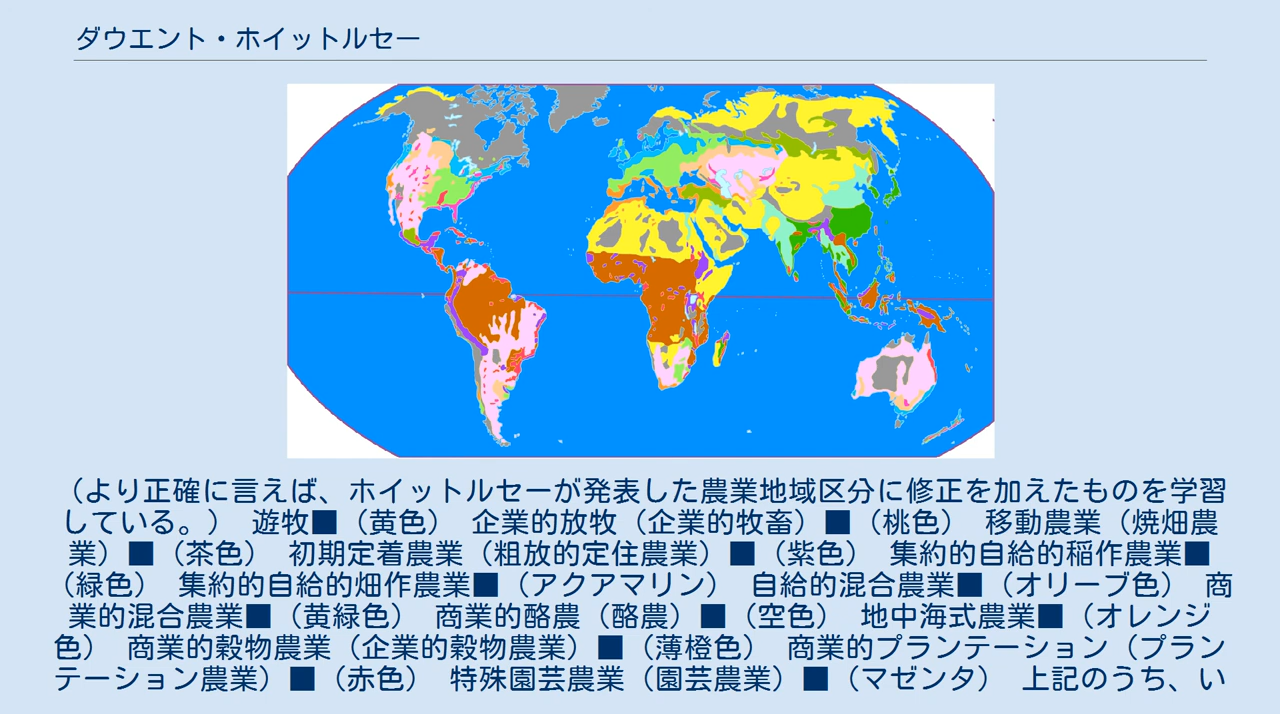 ダウエント・ホイットルセー
（より正確に言えば、ホイットルセーが発表した農業地域区分に修正を加えたものを学習
している。） 遊牧■（黄色） 企業的放牧（企業的牧畜）■（桃色） 移動農業（焼畑農
業）■（茶色） 初期定着農業（粗放的定住農業）■（紫色） 集約的自給的稲作農業■
（緑色） 集約的自給的畑作農業■（アクアマリン） 自給的混合農業■（オリーブ色） 商
業的混合農業■（黄緑色） 商業的酪農（酪農）■（空色） 地中海式農業■（オレンジ
色） 商業的穀物農業（企業的穀物農業）■（薄橙色） 商業的プランテーション（プラン
テーション農業）■（赤色） 特殊園芸農業（園芸農業）■（マゼンタ） 上記のうち、い